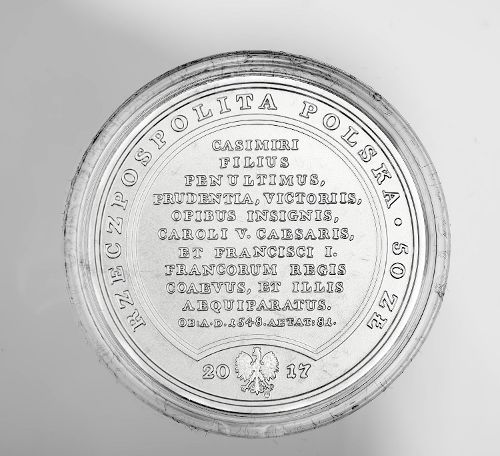 RZECZPOSPOLITA POLSKA · 50 ZŁ
CASIMIRI
FILIUS
PENULTIMUS,
PRUDENTIA, VICTORIIS,
OPIBUS INSIGNIS,
CAROLI V. CAESARIS,
ET FRANCISCI I.
FRANCORUM REGIS
COAEVUS, ET ILLIS
AEQUIPARATUS.
OB:A·D·1548·AETAT:81.
20 17